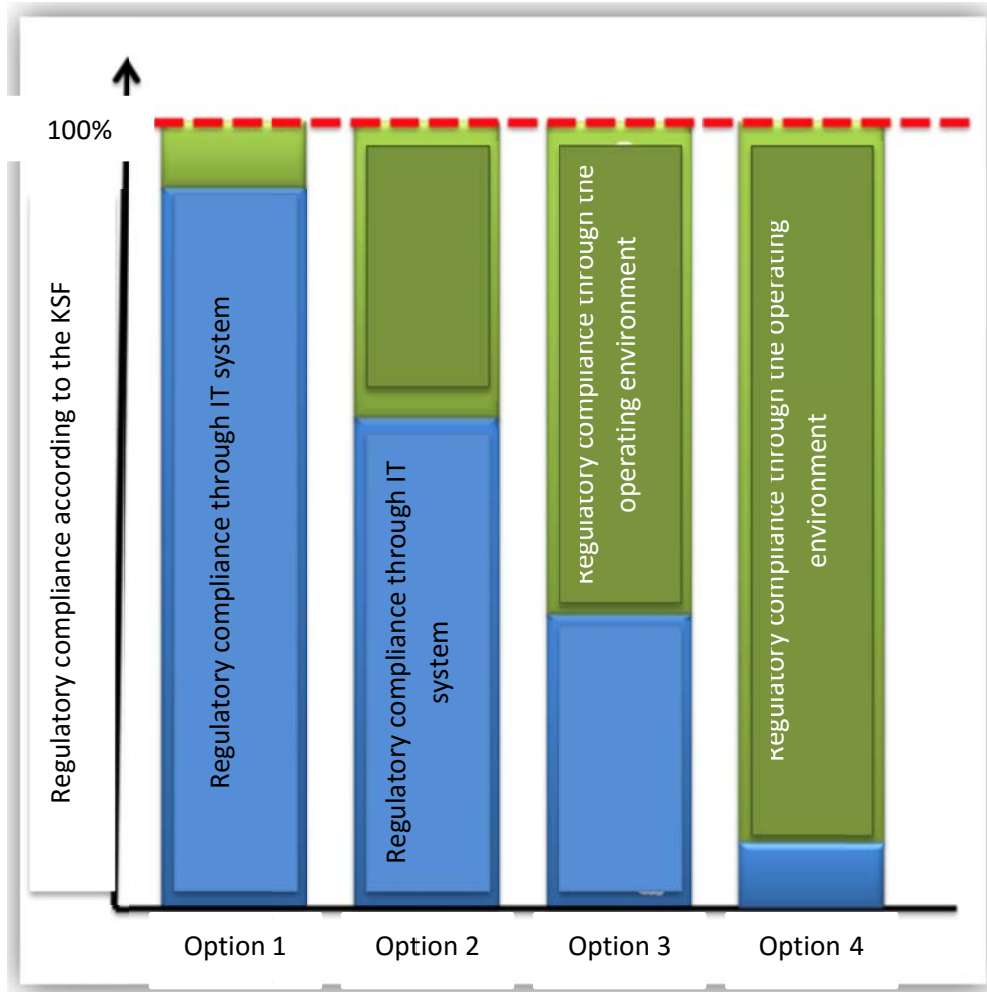 100%
Regulatory compliance according to the KSF
Regulatory compliance through IT system
Regulatory compliance through IT
system
Regulatory compliance through the
operating environment
Regulatory compliance through the operating
environment
Option 1
Option 2
Option 3
Option 4